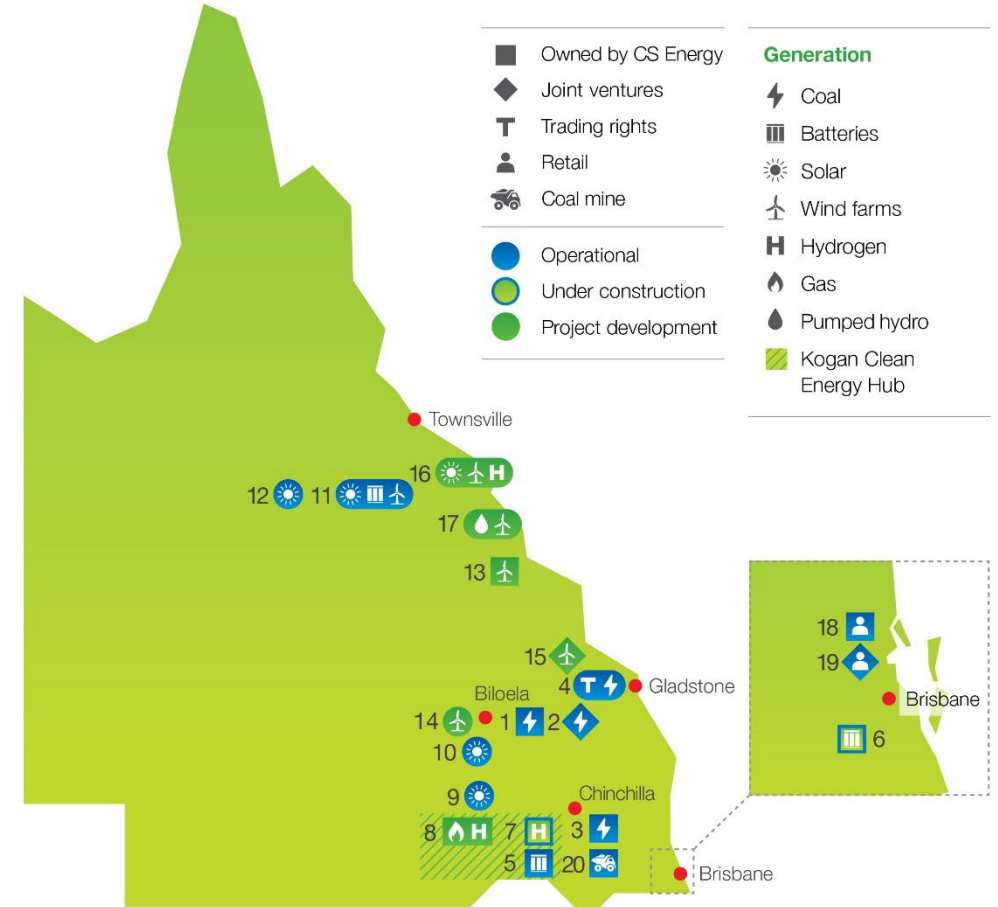 Owned by CS Energy
Joint ventures
T Trading rights
Retail
Coal mine
Operational
Under construction
Project development
Generation
Coal
Batteries
Solar
Wind farms
H Hydrogen
Gas
Pumped hydro
Kogan Clean
Energy Hub
Townsville
16 H
12
11
17
13
15
4 T
Gladstone
Biloela
14
1
2
10
9
Chinchilla
8 H
7 H
3
5
20
Brisbane
18
19
Brisbane
6